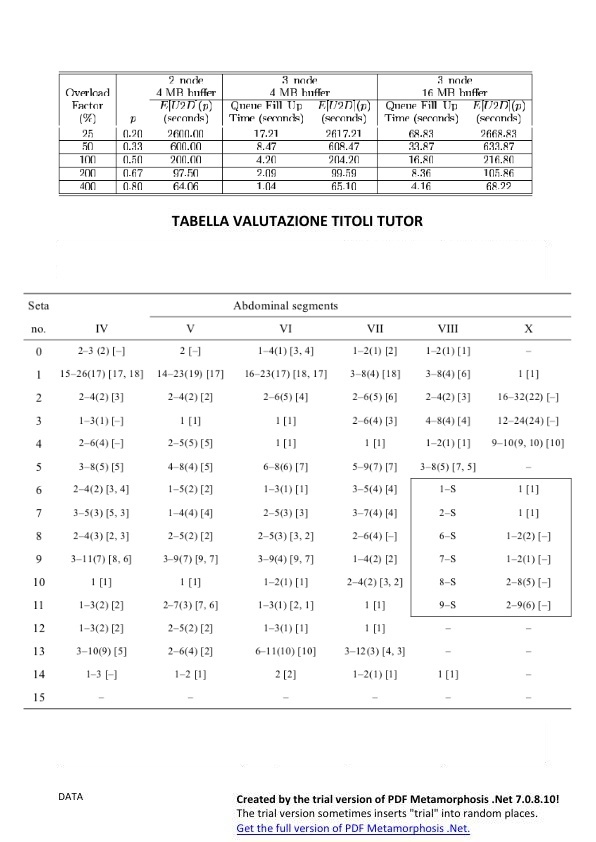 2 node 3 node 3 node
Overload 4 MB buffer 4 MB buffer 16 MB buffer
Factor E[U2D](p) Queue Fill Up E[U2D](p) Queue Fill Up E[U2D](p)
(%) p (seconds) Time (seconds) (seconds) Time (seconds) (seconds)
25 0.20 2600.00 17.21 2617.21 68.83 2668.83
50 0.33 600.00 8.47 608.47 33.87 633.87
100 0.50 200.00 4.20 204.20 16.80 216.80
200 0.67 97.50 2.09 99.59 8.36 105.86
400 0.80 64.06 1.04 65.10 4.16 68.22
TABELLA VALUTAZIONE TITOLI TUTOR
Seta Abdominal segments
no. IV V VI VII VIII X
0 2–3 (2) [–] 2 [–] 1–4(1) [3, 4] 1–2(1) [2] 1–2(1) [1] –
1 15–26(17) [17, 18] 14–23(19) [17] 16–23(17) [18, 17] 3–8(4) [18] 3–8(4) [6] 1 [1]
2 2–4(2) [3] 2–4(2) [2] 2–6(5) [4] 2–6(5) [6] 2–4(2) [3] 16–32(22) [–]
3 1–3(1) [–] 1 [1] 1 [1] 2–6(4) [3] 4–8(4) [4] 12–24(24) [–]
4 2–6(4) [–] 2–5(5) [5] 1 [1] 1 [1] 1–2(1) [1] 9–10(9, 10) [10]
5 3–8(5) [5] 4–8(4) [5] 6–8(6) [7] 5–9(7) [7] 3–8(5) [7, 5] –
6 2–4(2) [3, 4] 1–5(2) [2] 1–3(1) [1] 3–5(4) [4] 1–S 1 [1]
7 3–5(3) [5, 3] 1–4(4) [4] 2–5(3) [3] 3–7(4) [4] 2–S 1 [1]
8 2–4(3) [2, 3] 2–5(2) [2] 2–5(3) [3, 2] 2–6(4) [–] 6–S 1–2(2) [–]
9 3–11(7) [8, 6] 3–9(7) [9, 7] 3–9(4) [9, 7] 1–4(2) [2] 7–S 1–2(1) [–]
10 1 [1] 1 [1] 1–2(1) [1] 2–4(2) [3, 2] 8–S 2–8(5) [–]
11 1–3(2) [2] 2–7(3) [7, 6] 1–3(1) [2, 1] 1 [1] 9–S 2–9(6) [–]
12 1–3(2) [2] 2–5(2) [2] 1–3(1) [1] 1 [1] – –
13 3–10(9) [5] 2–6(4) [2] 6–11(10) [10] 3–12(3) [4, 3] – –
14 1–3 [–] 1–2 [1] 2 [2] 1–2(1) [1] 1 [1] –
15 – – – – – –
DATA
Created by the trial version of PDF Metamorphosis .Net 7.0.8.10!
The trial version sometimes inserts "trial" into random places.
Get the full version of PDF Metamorphosis .Net.